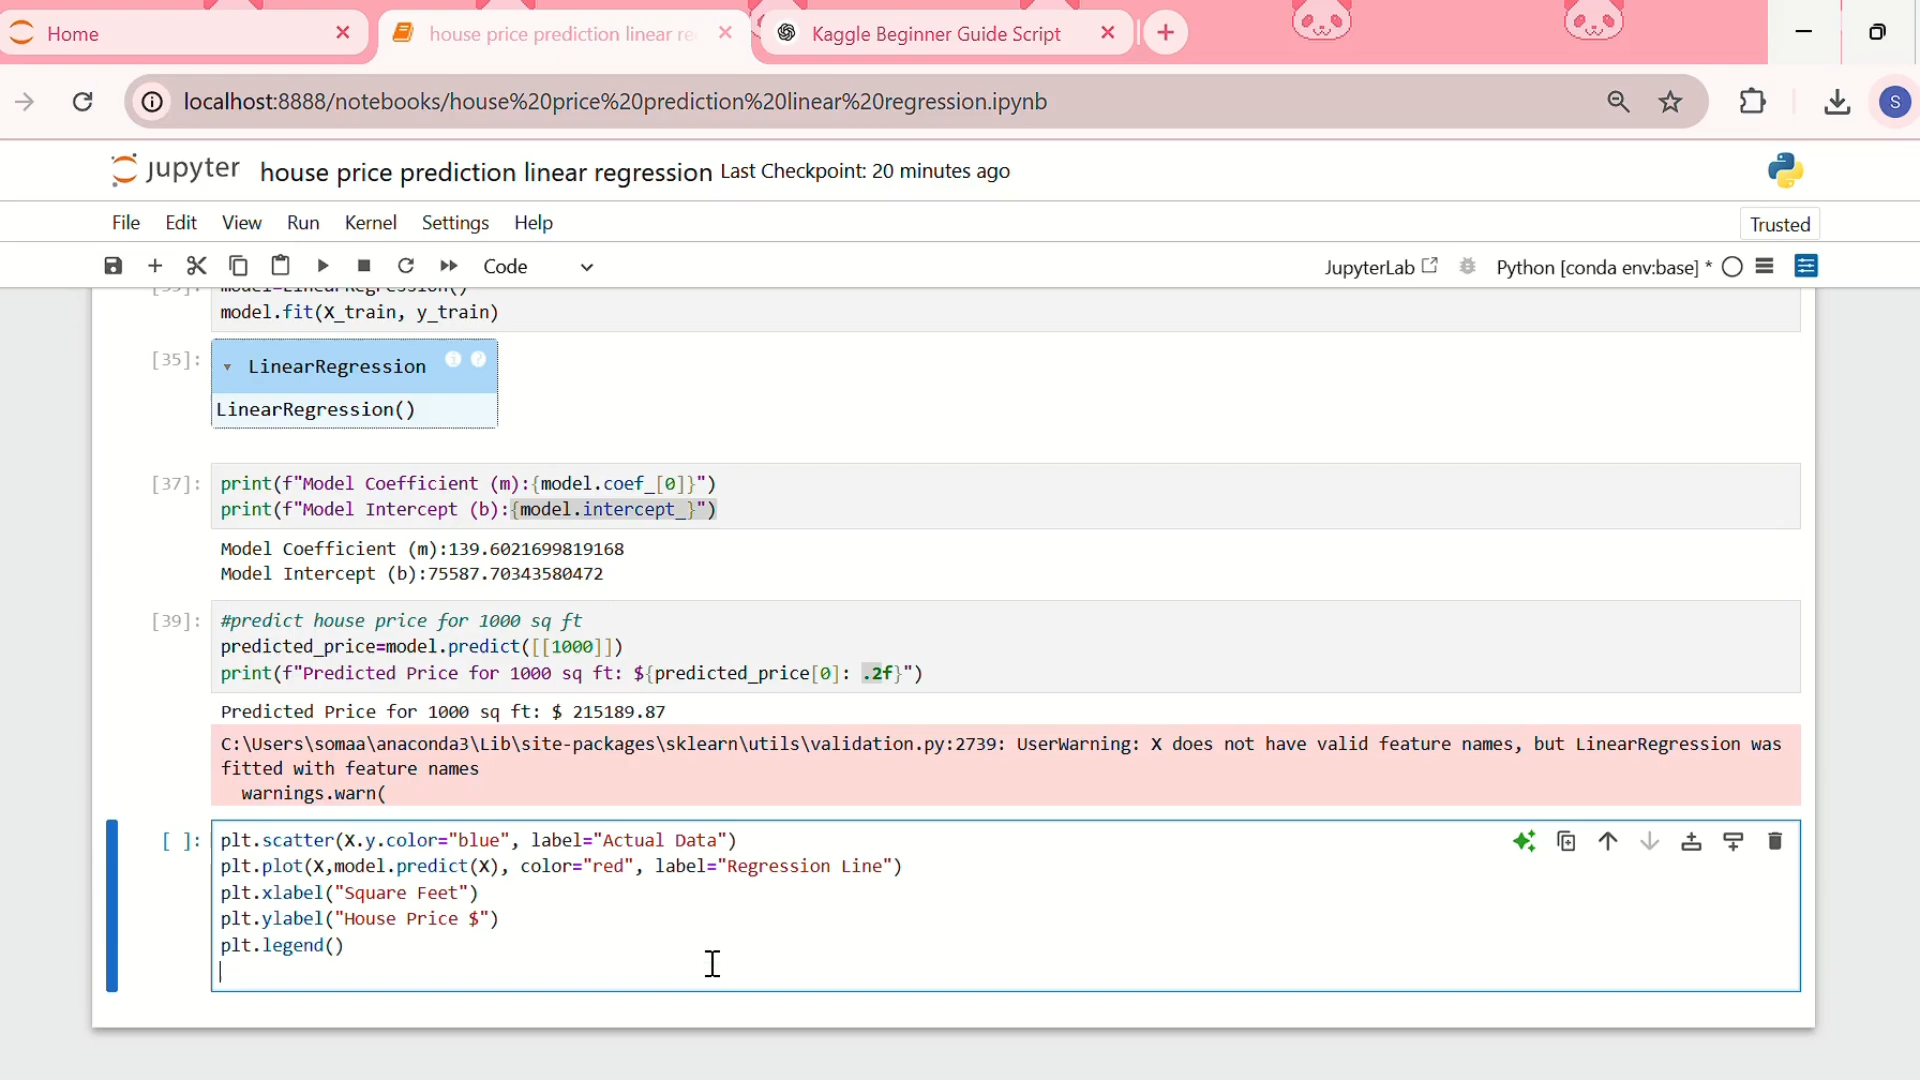 Home
house price prediction linear re
Kaggle Beginner Guide Script
localhost:8888/notebooks/house%20price%20prediction%20linear%20regression.ipynb
S
jupyter house price prediction linear regression Last Checkpoint: 20 minutes ago
File Edit View Run Kernel Settings Help
Trusted
Code
JupyterLab
Python [conda env:base] *
model=LinearRegression()
model.fit(X_train, y_train)
[35]:
LinearRegression
LinearRegression()
[37]: print(f"Model Coefficient (m):{model.coef_[0]}")
print(f"Model Intercept (b):{model.intercept_}")
Model Coefficient (m):139.6021699819168
Model Intercept (b):75587.70343580472
[39]: #predict house price for 1000 sq ft
predicted_price=model.predict([[1000]])
print(f"Predicted Price for 1000 sq ft: ${predicted_price[0]: .2f}")
Predicted Price for 1000 sq ft: $ 215189.87
C:\Users\somaa\anaconda3\Lib\site-packages\sklearn\utils\validation.py:2739: UserWarning: X does not have valid feature names, but LinearRegression was
fitted with feature names
warnings.warn(
[ ]: plt.scatter(X.y.color="blue", label="Actual Data")
plt.plot(X,model.predict(X), color="red", label="Regression Line")
plt.xlabel("Square Feet")
plt.ylabel("House Price $")
plt.legend()